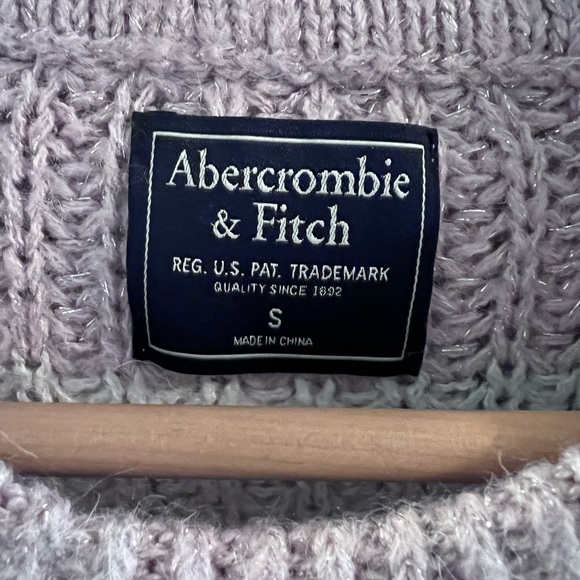 Abercrombie
& Fitch
REG. U.S. PAT. TRADEMARK
QUALITY SINCE 1892
S
MADE IN CHINA